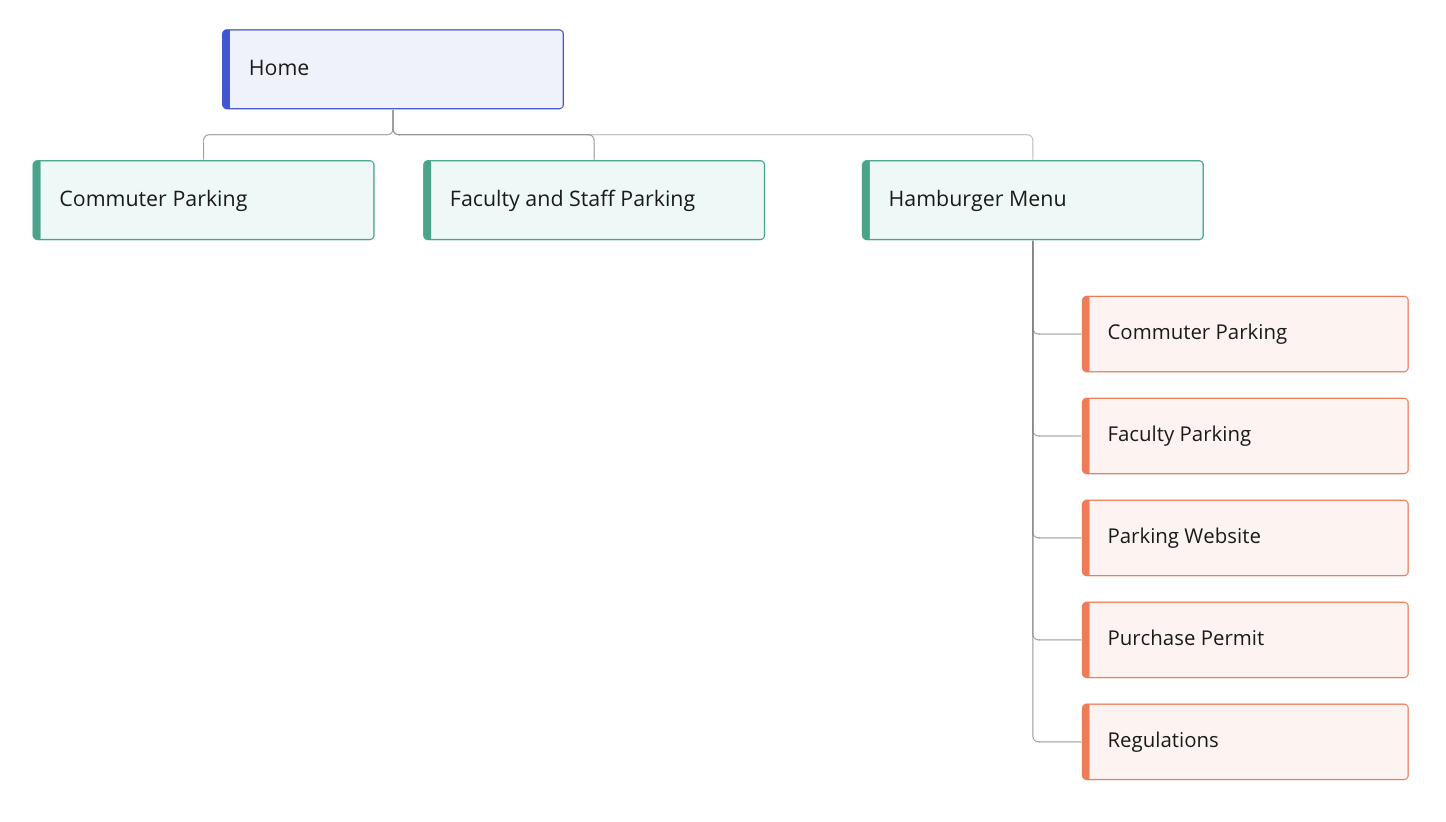 Home
Commuter Parking
Faculty and Staff Parking
Hamburger Menu
Commuter Parking
Faculty Parking
Parking Website
Purchase Permit
Regulations